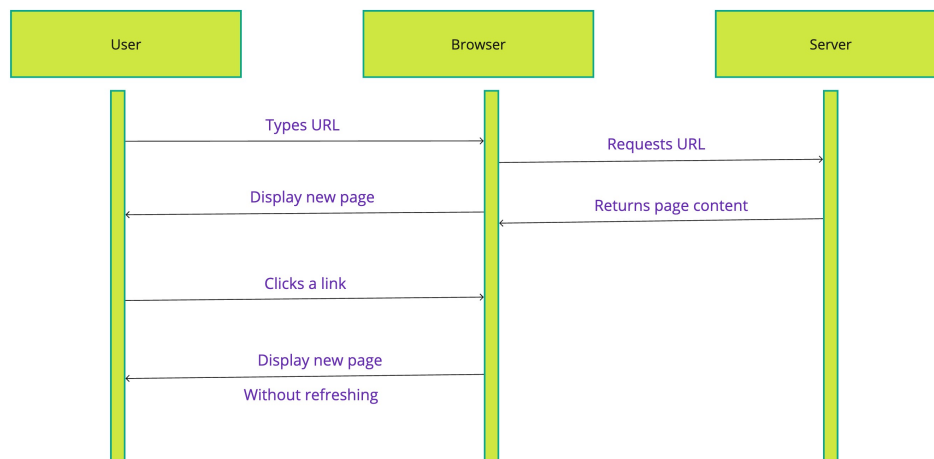 User
Browser
Server
Types URL
Requests URL
Display new page
Returns page content
Clicks a link
Display new page
Without refreshing